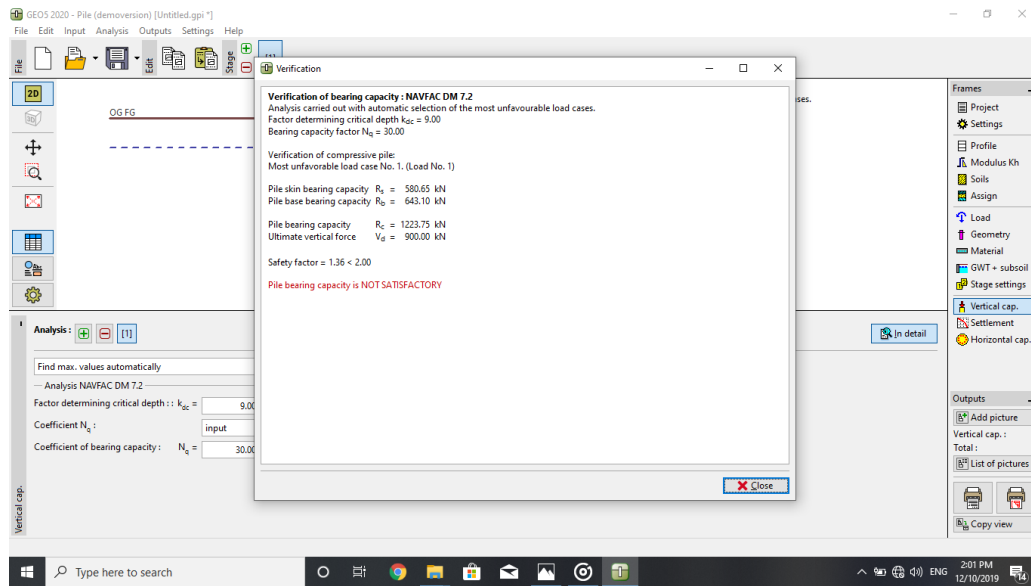 GEO5 2020 - Pile (demoversion) [Untitled.gpi *]
File Edit Input Analysis Outputs Settings Help
File
Edit
Stage
[1]
2D
3D
OG FG
ses.
Verification
Verification of bearing capacity : NAVFAC DM 7.2
Analysis carried out with automatic selection of the most unfavourable load cases.
Factor determining critical depth kdc = 9.00
Bearing capacity factor Nq = 30.00
Verification of compressive pile:
Most unfavorable load case No. 1. (Load No. 1)
Pile skin bearing capacity Rs = 580.65 kN
Pile base bearing capacity Rb = 643.10 kN
Pile bearing capacity Rc = 1223.75 kN
Ultimate vertical force Vd = 900.00 kN
Safety factor = 1.36 < 2.00
Pile bearing capacity is NOT SATISFACTORY
Close
Frames
Project
Settings
Profile
Modulus Kh
Soils
Assign
Load
Geometry
Material
GWT + subsoil
Stage settings
Vertical cap.
Settlement
Horizontal cap.
Analysis : [1]
In detail
Find max. values automatically
Analysis NAVFAC DM 7.2
Factor determining critical depth : : kdc = 9.00
Coefficient Nq : input
Coefficient of bearing capacity : Nq = 30.00
Vertical cap.
Outputs
Add picture
Vertical cap. :
Total :
List of pictures
Copy view
Type here to search
ENG
2:01 PM
12/10/2019